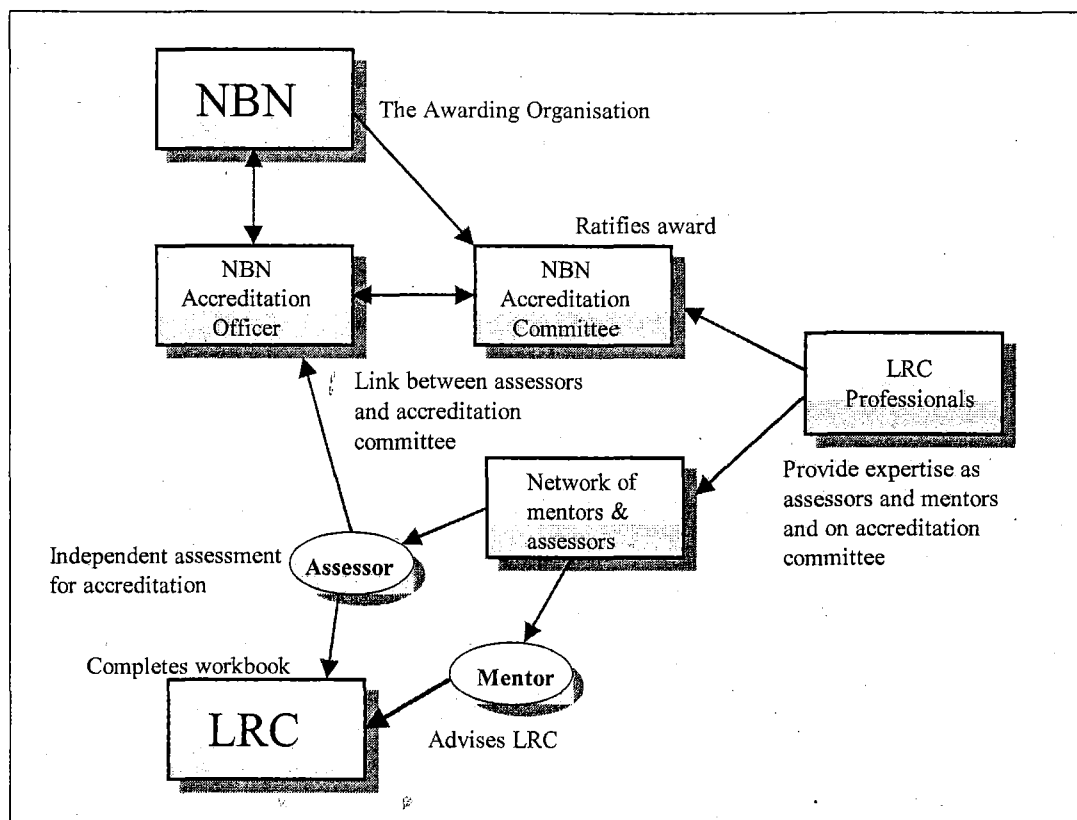 NBN
The Awarding Organisation
Ratifies award
NBN
Accreditation
Officer
NBN
Accreditation
Committee
LRC
Professionals
Link between assessors
and accreditation
committee
Provide expertise as
assessors and mentors
and on accreditation
committee
Network of
mentors &
assessors
Independent assessment
for accreditation
Assessor
Completes workbook
Mentor
LRC
Advises LRC